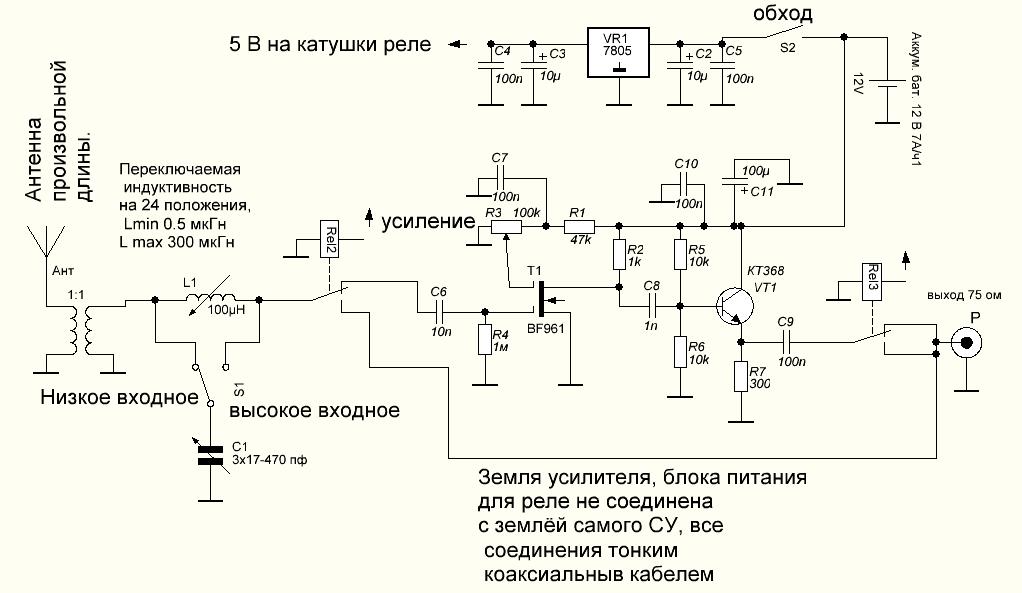 обход
5 В на катушки реле
C4
100n
+ C3
10µ
VR1
7805
+ C2
10µ
C5
100n
S2
12V
Аккум. бат. 12 В 7А/ч1
Антенна
произвольной
длины.
Переключаемая
индуктивность
на 24 положения,
Lmin 0.5 мкГн
L max 300 мкГн
Rel2
усиление
C7
100n
R3 100k
R1
47k
C10
100n
100µ
+ C11
R2
1k
R5
10k
КТ368
VT1
Rel3
выход 75 ом
P
Ант
1:1
L1
100µH
C6
10n
T1
BF961
C8
1n
R4
1м
R6
10k
C9
100n
R7
300
S1
Низкое входное
высокое входное
C1
3x17-470 пф
Земля усилителя, блока питания
для реле не соединена
с землёй самого СУ, все
соединения тонким
коаксиальныв кабелем